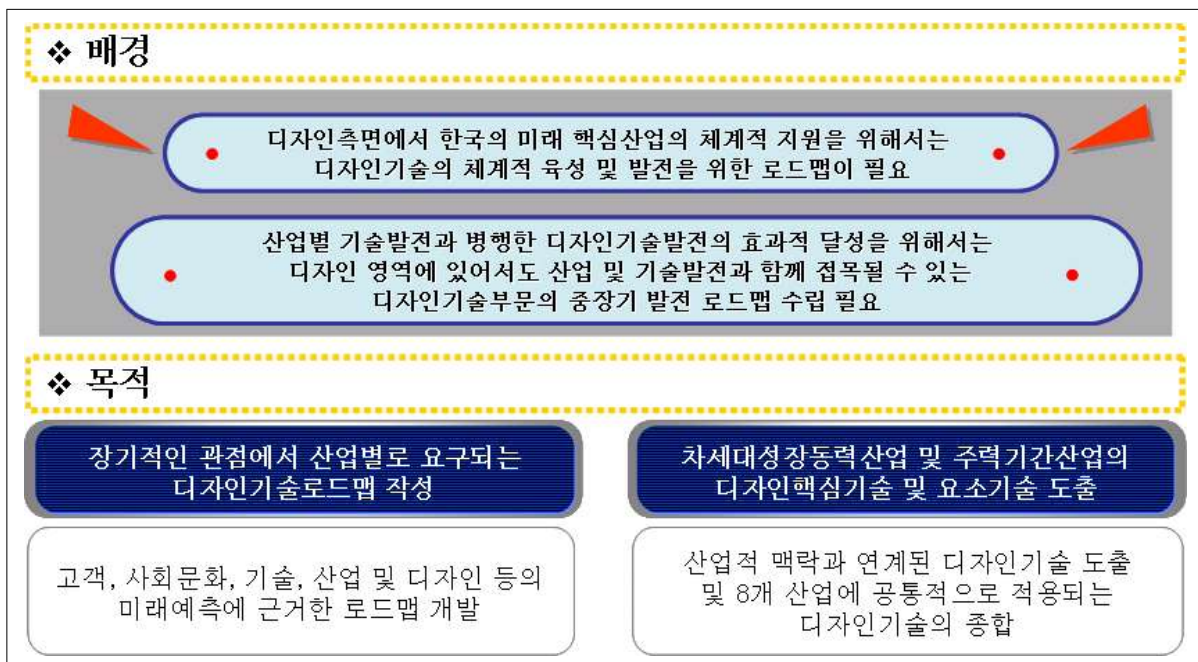 ❖ 배경
디자인측면에서 한국의 미래 핵심산업의 체계적 지원을 위해서는
디자인기술의 체계적 육성 및 발전을 위한 로드맵이 필요
산업별 기술발전과 병행한 디자인기술발전의 효과적 달성을 위해서는
디자인 영역에 있어서도 산업 및 기술발전과 함께 접목될 수 있는
디자인기술부문의 중장기 발전 로드맵 수립 필요
❖ 목적
장기적인 관점에서 산업별로 요구되는
디자인기술로드맵 작성
고객, 사회문화, 기술, 산업 및 디자인 등의
미래예측에 근거한 로드맵 개발
차세대성장동력산업 및 주력기간산업의
디자인핵심기술 및 요소기술 도출
산업적 맥락과 연계된 디자인기술 도출
및 8개 산업에 공통적으로 적용되는
디자인기술의 종합